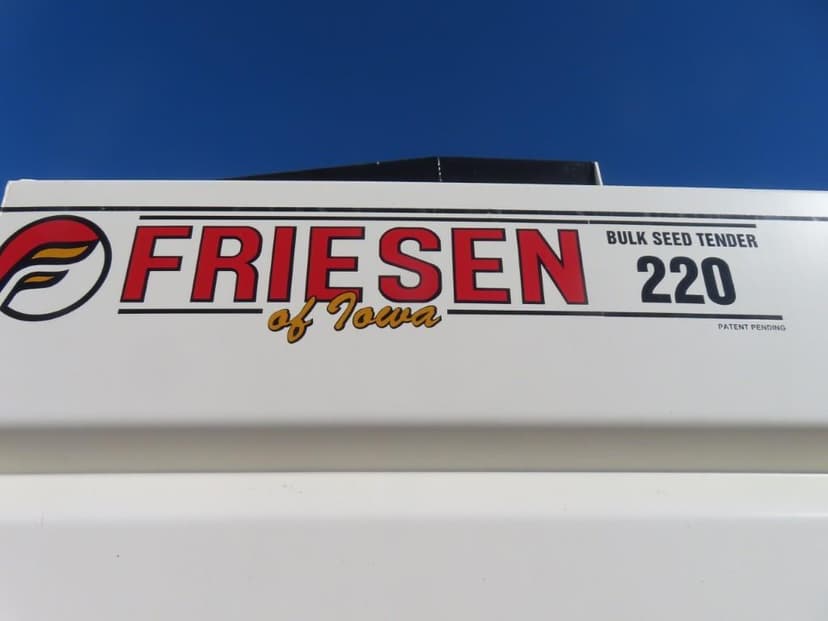 FRIESEN
of Iowa
BULK SEED TENDER
220
PATENT PENDING